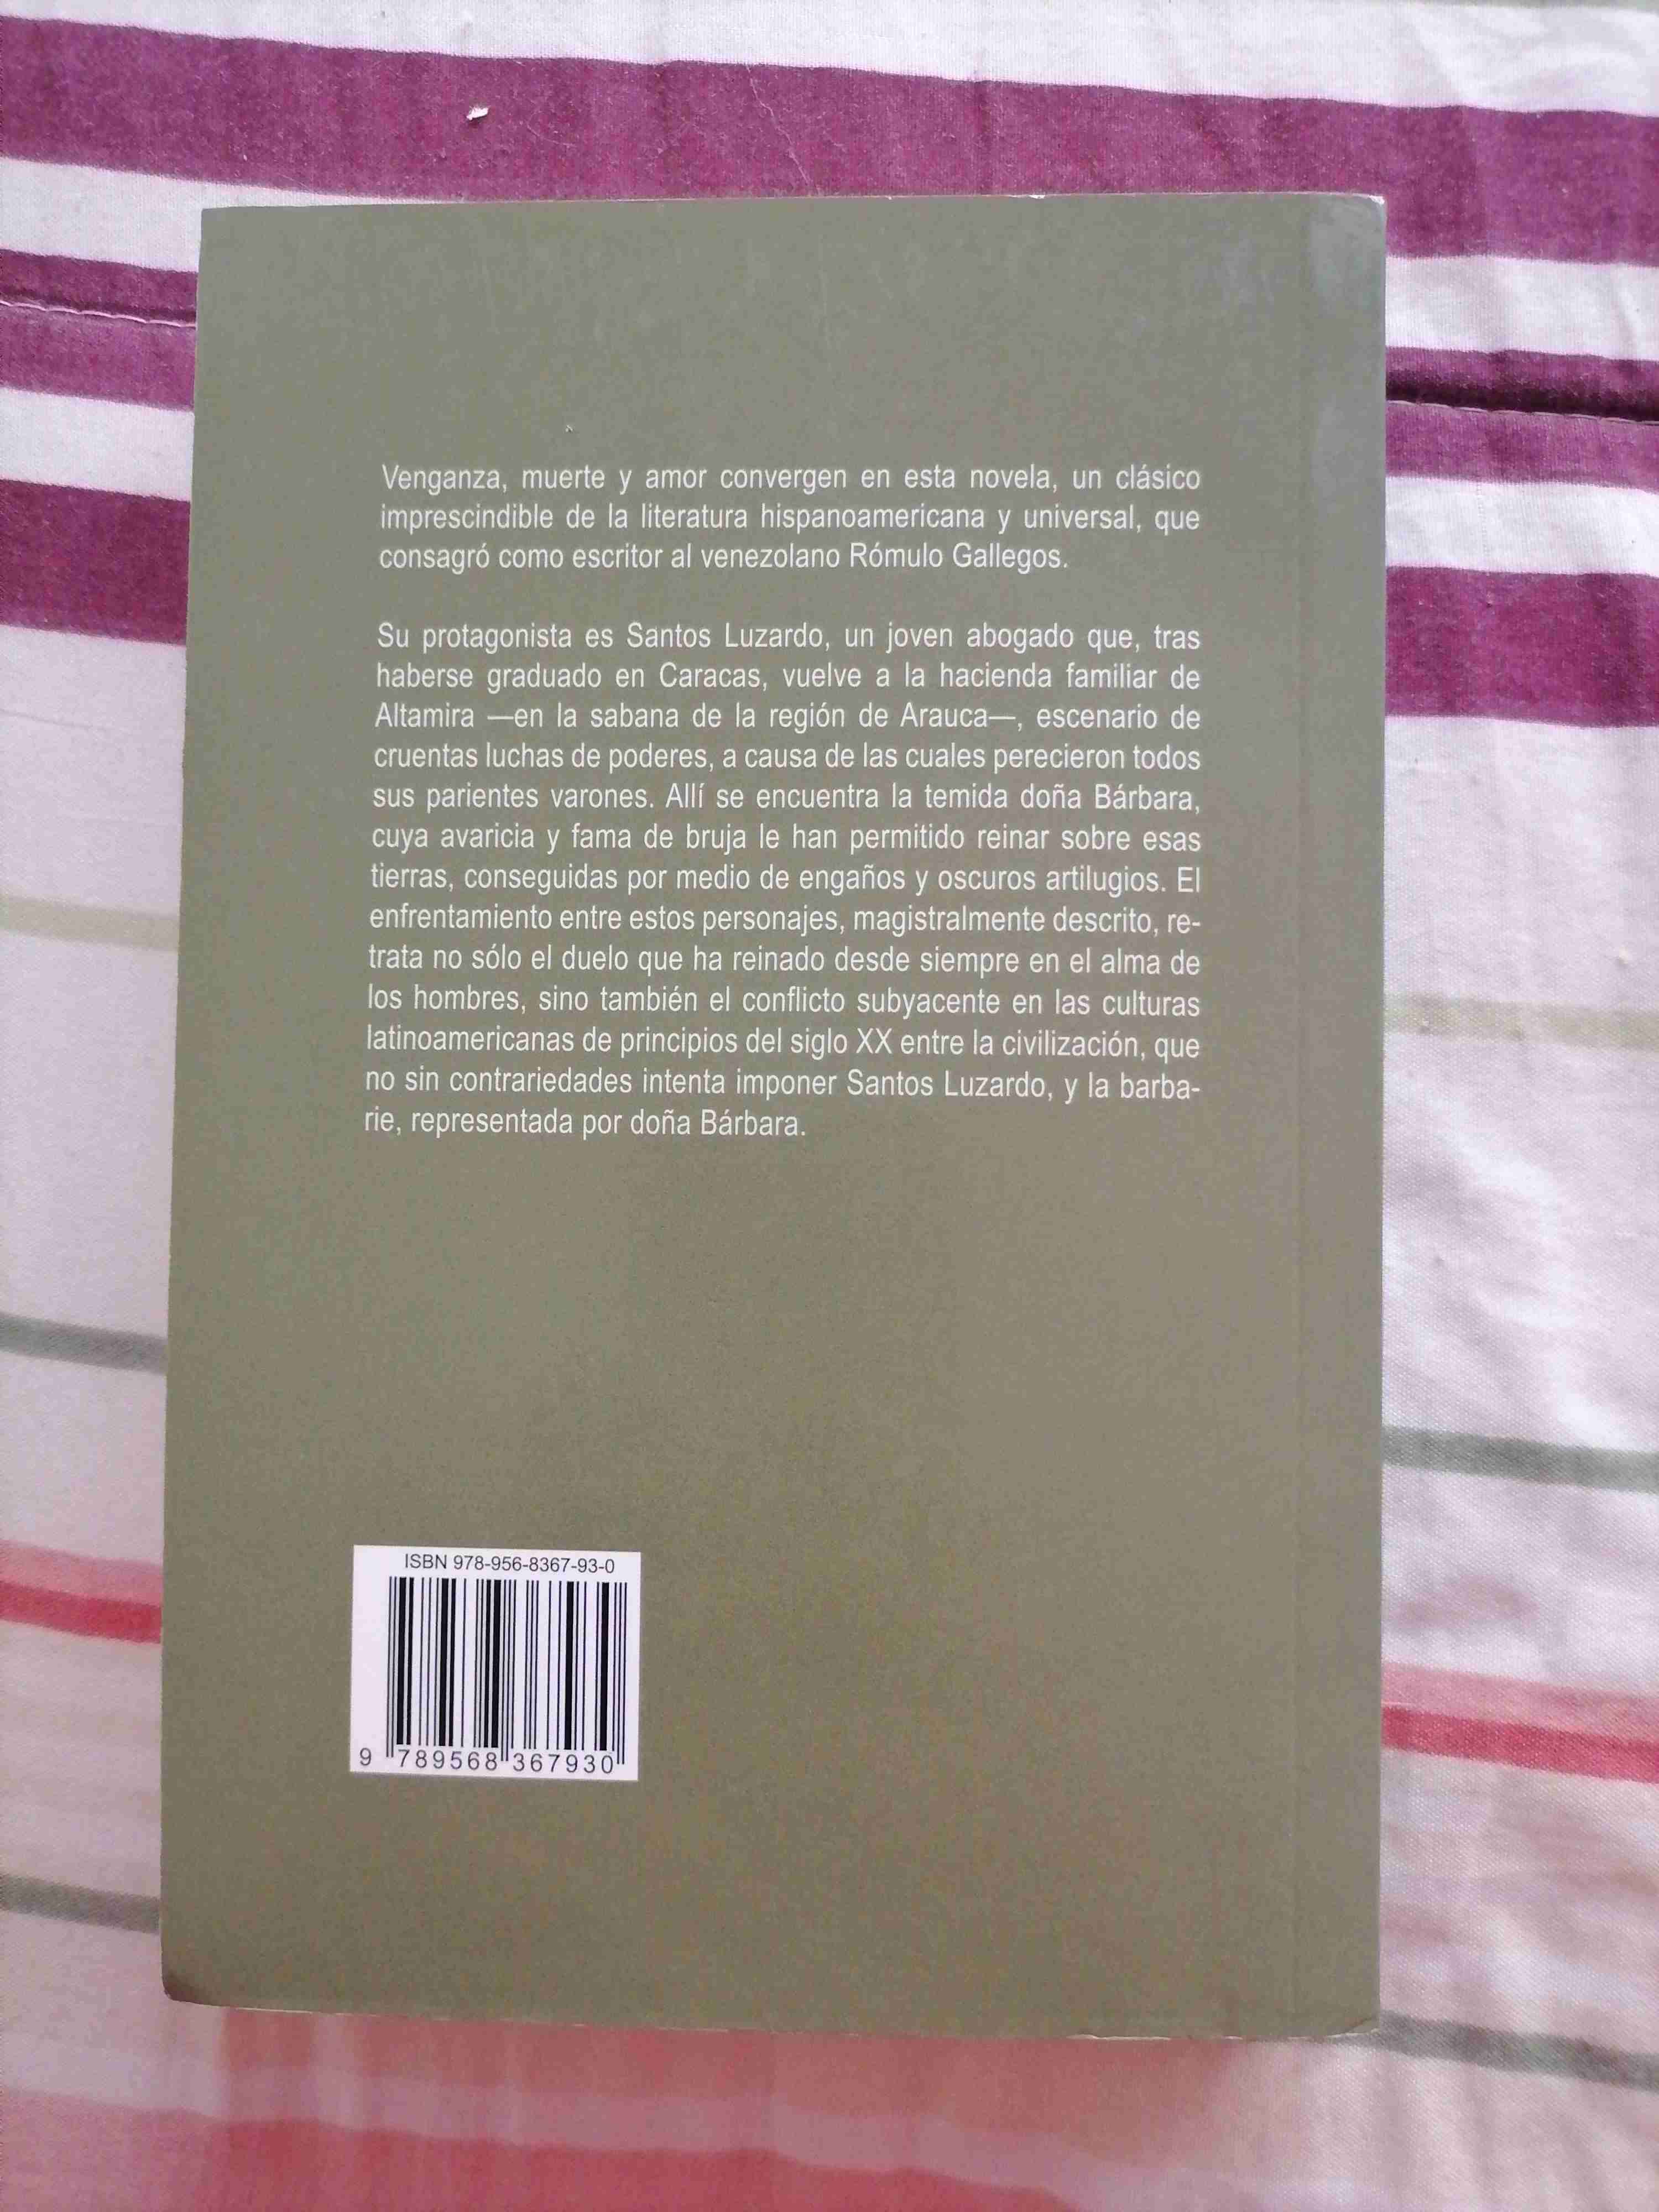 Venganza, muerte y amor convergen en esta novela, un clásico
imprescindible de la literatura hispanoamericana y universal, que
consagró como escritor al venezolano Rómulo Gallegos.
Su protagonista es Santos Luzardo, un joven abogado que, tras
haberse graduado en Caracas, vuelve a la hacienda familiar de
Altamira —en la sabana de la región de Arauca—, escenario de
cruentas luchas de poderes, a causa de las cuales perecieron todos
sus parientes varones. Allí se encuentra la temida doña Bárbara,
cuya avaricia y fama de bruja le han permitido reinar sobre esas
tierras, conseguidas por medio de engaños y oscuros artilugios. El
enfrentamiento entre estos personajes, magistralmente descrito, re-
trata no sólo el duelo que ha reinado desde siempre en el alma de
los hombres, sino también el conflicto subyacente en las culturas
latinoamericanas de principios del siglo XX entre la civilización, que
no sin contrariedades intenta imponer Santos Luzardo, y la barba-
rie, representada por doña Bárbara.
ISBN 978-956-8367-93-0
9 789568 367930